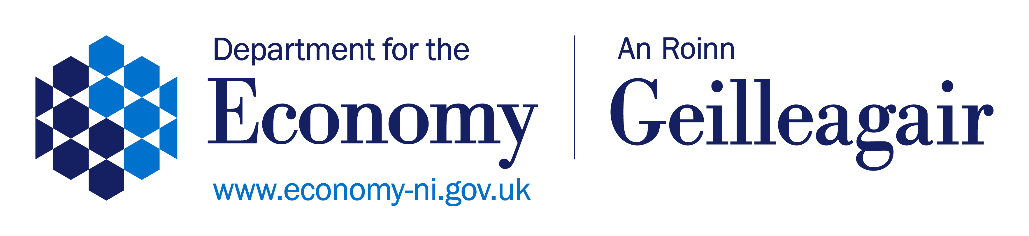 Department for the
Economy
www.economy-ni.gov.uk
An Roinn
Geilleagair